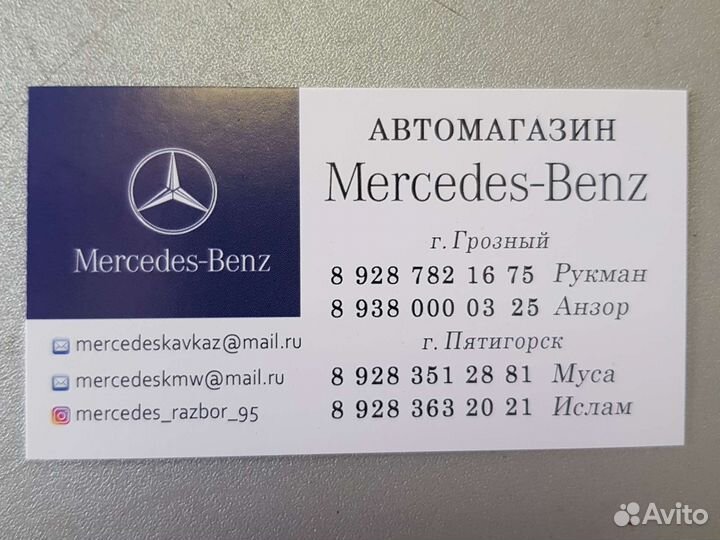 Mercedes-Benz
mercedeskavkaz@mail.ru
mercedeskmw@mail.ru
mercedes_razbor_95
АВТОМАГАЗИН
Mercedes-Benz
г. Грозный
8 928 782 16 75 Рукман
8 938 000 03 25 Анзор
г. Пятигорск
8 928 351 28 81 Муса
8 928 363 20 21 Ислам
Avito